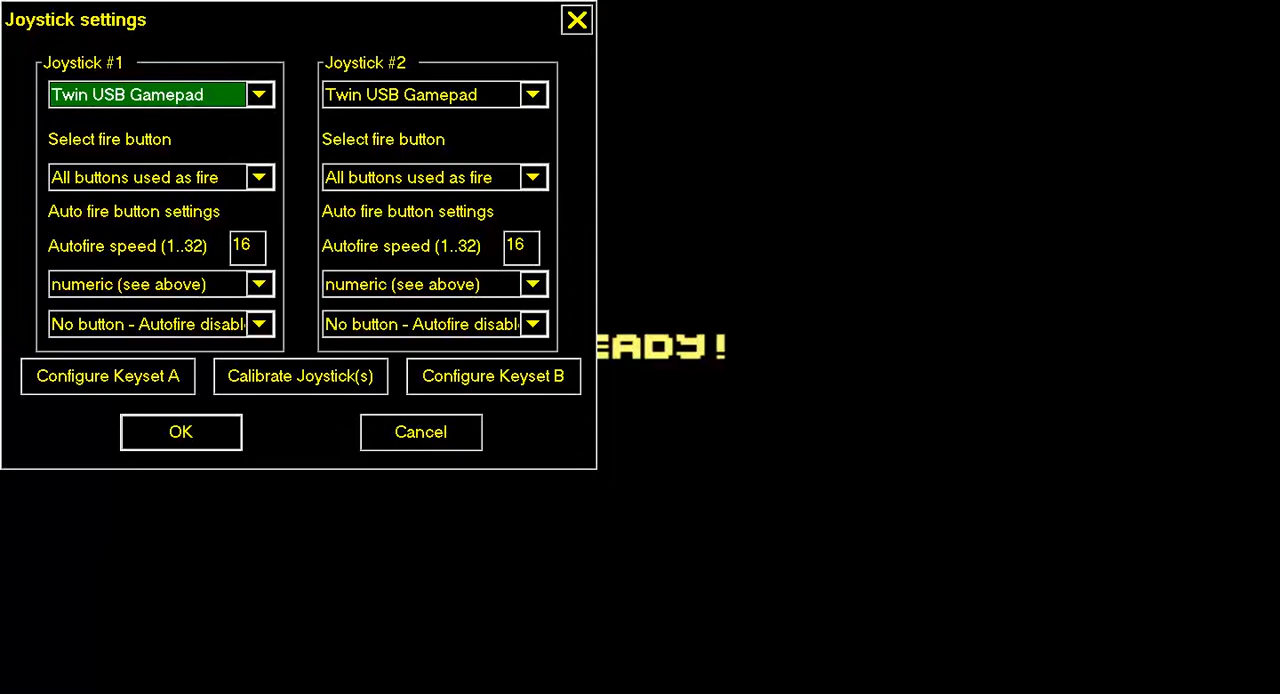 Joystick settings
Joystick #1
Twin USB Gamepad
Select fire button
All buttons used as fire
Auto fire button settings
Autofire speed (1..32) 16
numeric (see above)
No button - Autofire disabl
Joystick #2
Twin USB Gamepad
Select fire button
All buttons used as fire
Auto fire button settings
Autofire speed (1..32) 16
numeric (see above)
No button - Autofire disabl
Configure Keyset A
Calibrate Joystick(s)
Configure Keyset B
OK
Cancel
EADY!